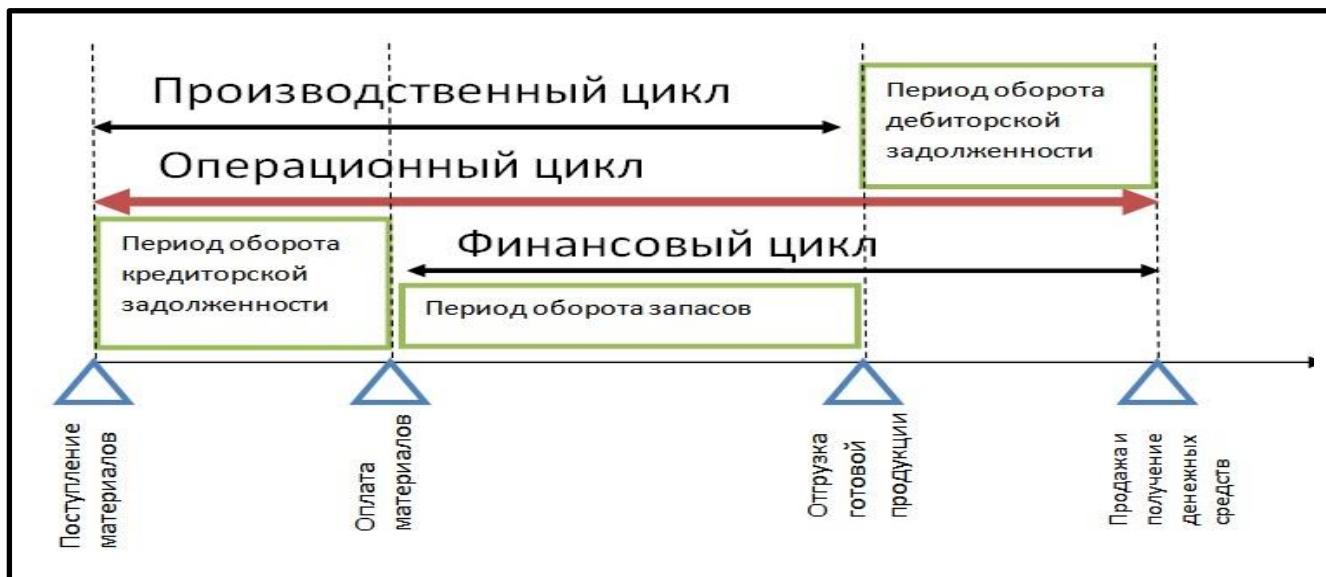 Производственный цикл
Период оборота
дебиторской
задолженности
Операционный цикл
Период оборота
кредиторской
задолженности
Финансовый цикл
Период оборота запасов
Поступление
материалов
Оплата
материалов
Отгрузка
готовой
продукции
Продажа и
получение
денежных
средств